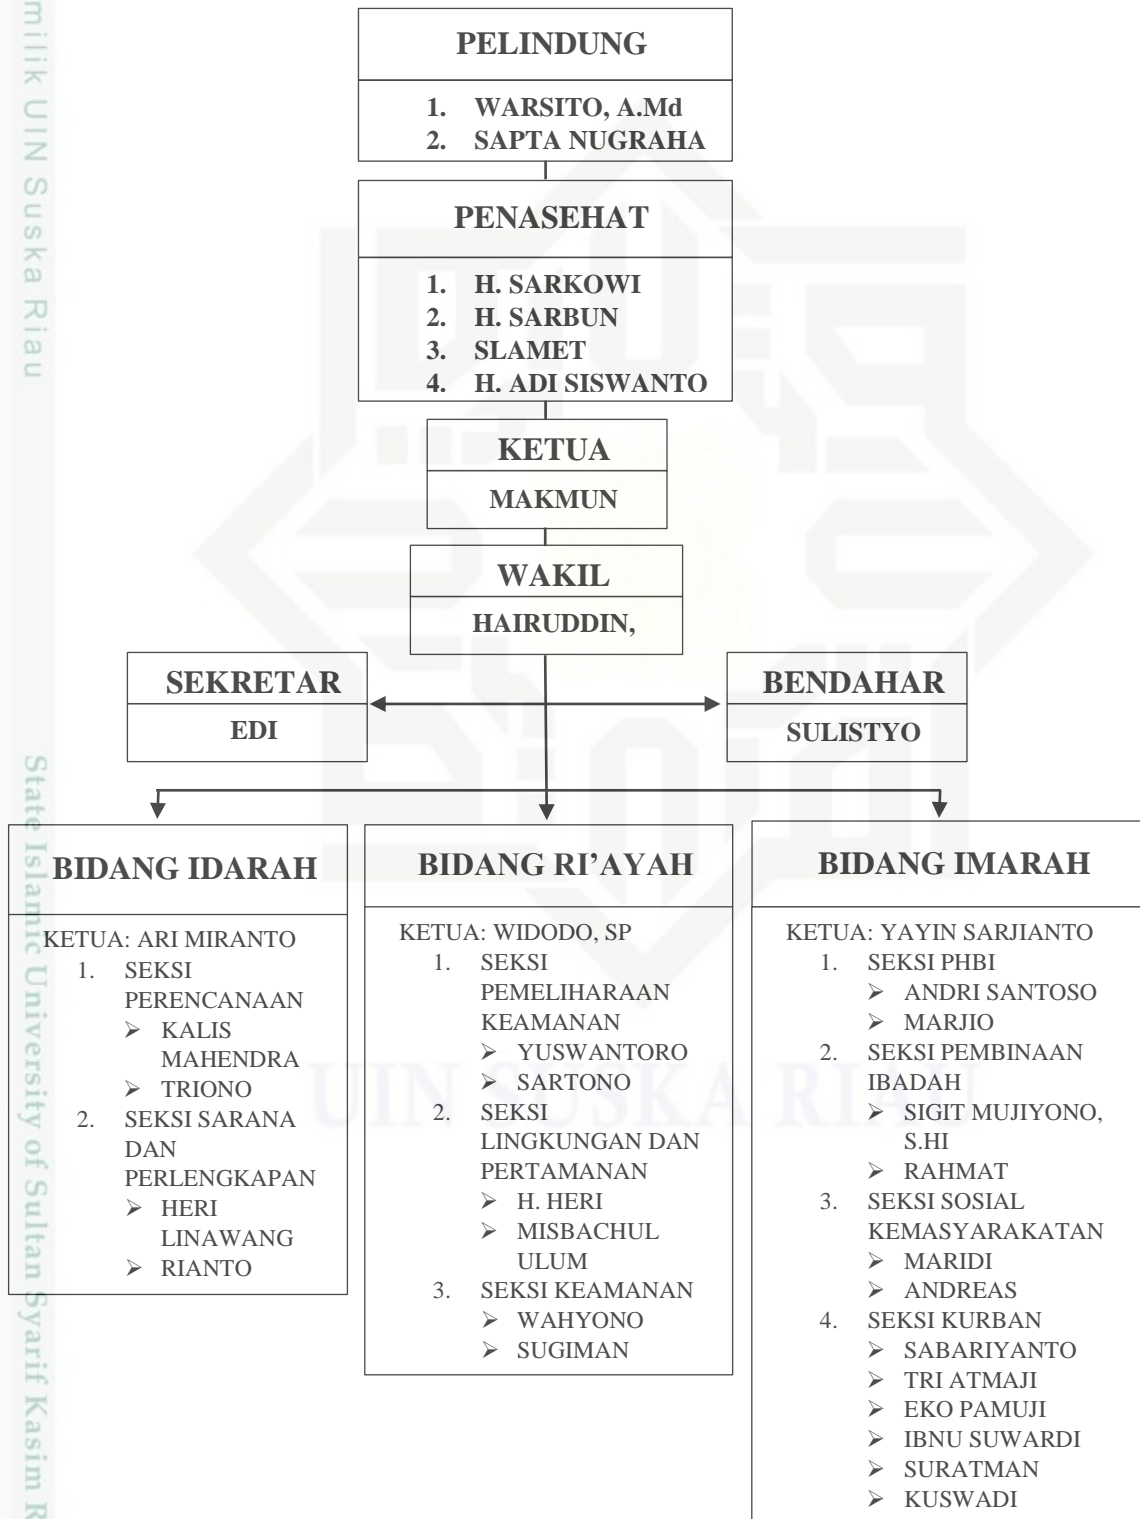 milik UIN Suska Riau
State Islamic University of Sultan Syarif Kasim R
PELINDUNG
1. WARSITO, A.Md
2. SAPTA NUGRAHA
PENASEHAT
1. H. SARKOWI
2. H. SARBUN
3. SLAMET
4. H. ADI SISWANTO
KETUA
MAKMUN
WAKIL
HAIRUDDIN,
SEKRETAR
EDI
BENDAHAR
SULISTYO
BIDANG IDARAH
KETUA: ARI MIRANTO
1. SEKSI
PERENCANAAN
➢ KALIS
MAHENDRA
➢ TRIONO
2. SEKSI SARANA
DAN
PERLENGKAPAN
➢ HERI
LINAWANG
➢ RIANTO
BIDANG RI’AYAH
KETUA: WIDODO, SP
1. SEKSI
PEMELIHARAAN
KEAMANAN
➢ YUSWANTORO
➢ SARTONO
2. SEKSI
LINGKUNGAN DAN
PERTAMANAN
➢ H. HERI
➢ MISBACHUL
ULUM
3. SEKSI KEAMANAN
➢ WAHYONO
➢ SUGIMAN
BIDANG IMARAH
KETUA: YAYIN SARJIANTO
1. SEKSI PHBI
➢ ANDRI SANTOSO
➢ MARJIO
2. SEKSI PEMBINAAN
IBADAH
➢ SIGIT MUJIYONO,
S.HI
➢ RAHMAT
3. SEKSI SOSIAL
KEMASYARAKATAN
➢ MARIDI
➢ ANDREAS
4. SEKSI KURBAN
➢ SABARIYANTO
➢ TRI ATMAJI
➢ EKO PAMUJI
➢ IBNU SUWARDI
➢ SURATMAN
➢ KUSWADI
UIN SUSKA RIAU